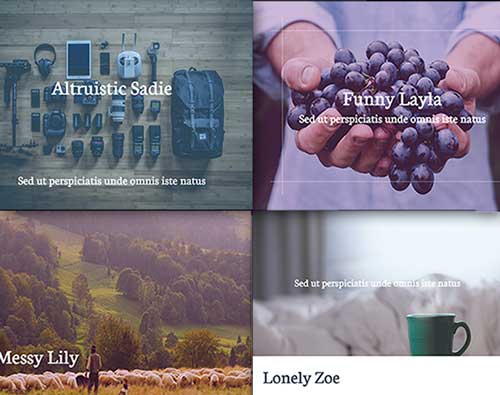 Altruistic Sadie
Sed ut perspiciatis unde omnis iste natus
Funny Layla
Sed ut perspiciatis unde omnis iste natus
Messy Lily
Sed ut perspiciatis unde omnis iste natus
Lonely Zoe